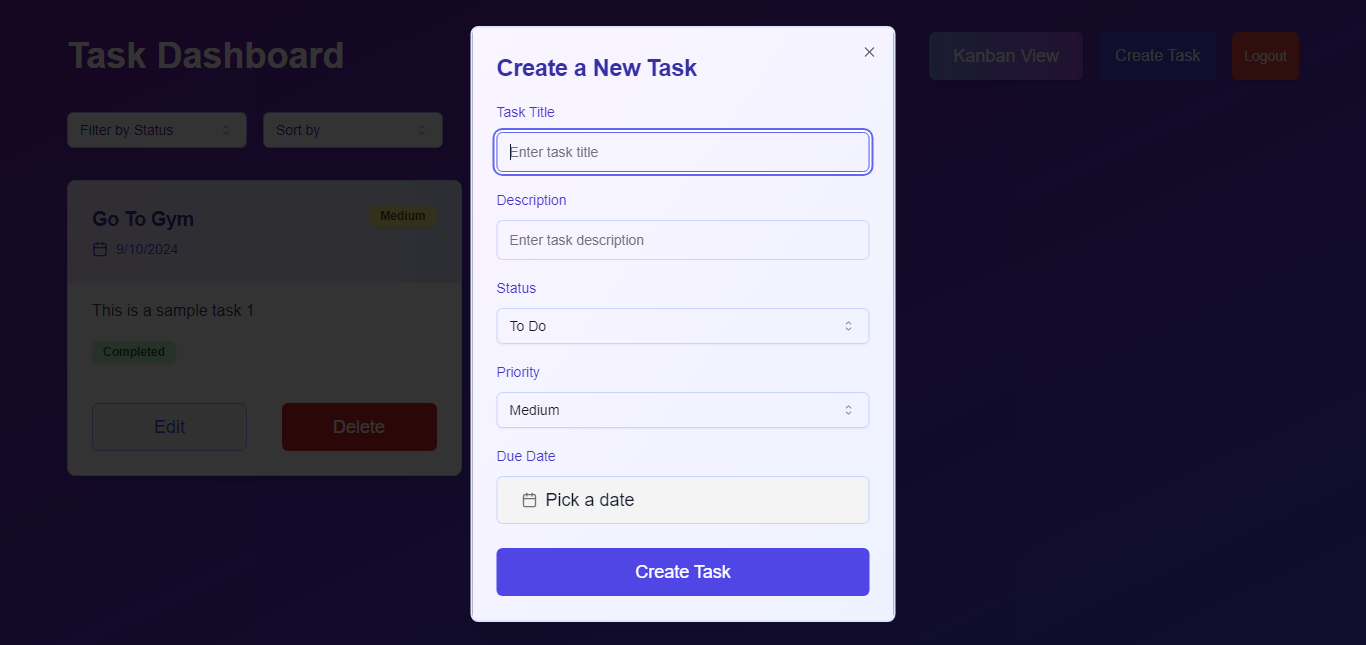 Task Dashboard
Kanban View
Create Task
Logout
Filter by Status
Sort by
Go To Gym
Medium
9/10/2024
This is a sample task 1
Completed
Edit
Delete
Create a New Task
Task Title
Enter task title
Description
Enter task description
Status
To Do
Priority
Medium
Due Date
Pick a date
Create Task